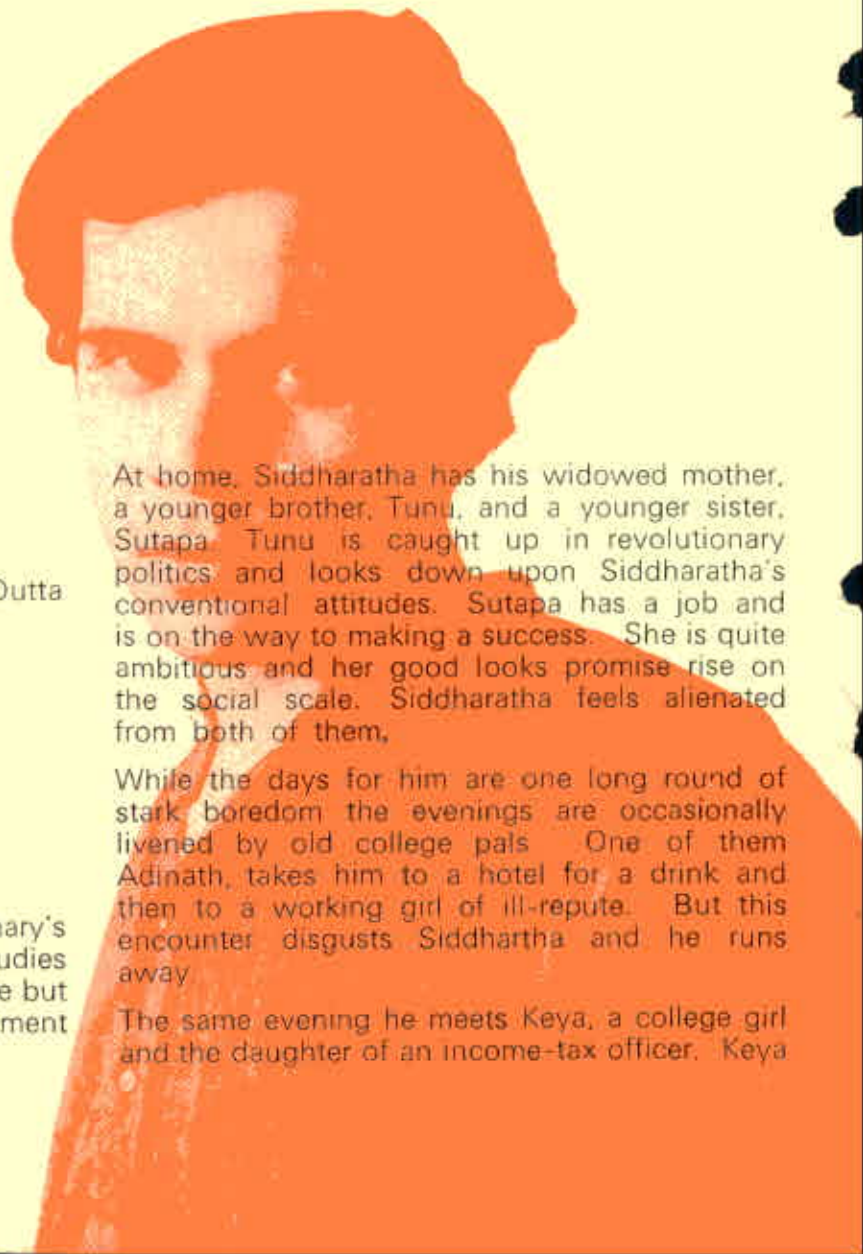 Dutta
nary's
udies
e but
ment
At home, Siddharatha has his widowed mother,
a younger brother, Tunu, and a younger sister,
Sutapa Tunu is caught up in revolutionary
politics and looks down upon Siddharatha's
conventional attitudes. Sutapa has a job and
is on the way to making a success. She is quite
ambitious and her good looks promise rise on
the social scale. Siddharatha feels alienated
from both of them,
While the days for him are one long round of
stark boredom the evenings are occasionally
livened by old college pals One of them
Adinath, takes him to a hotel for a drink and
then to a working girl of ill-repute. But this
encounter disgusts Siddhartha and he runs
away
The same evening he meets Keya, a college girl
and the daughter of an income-tax officer. Keya